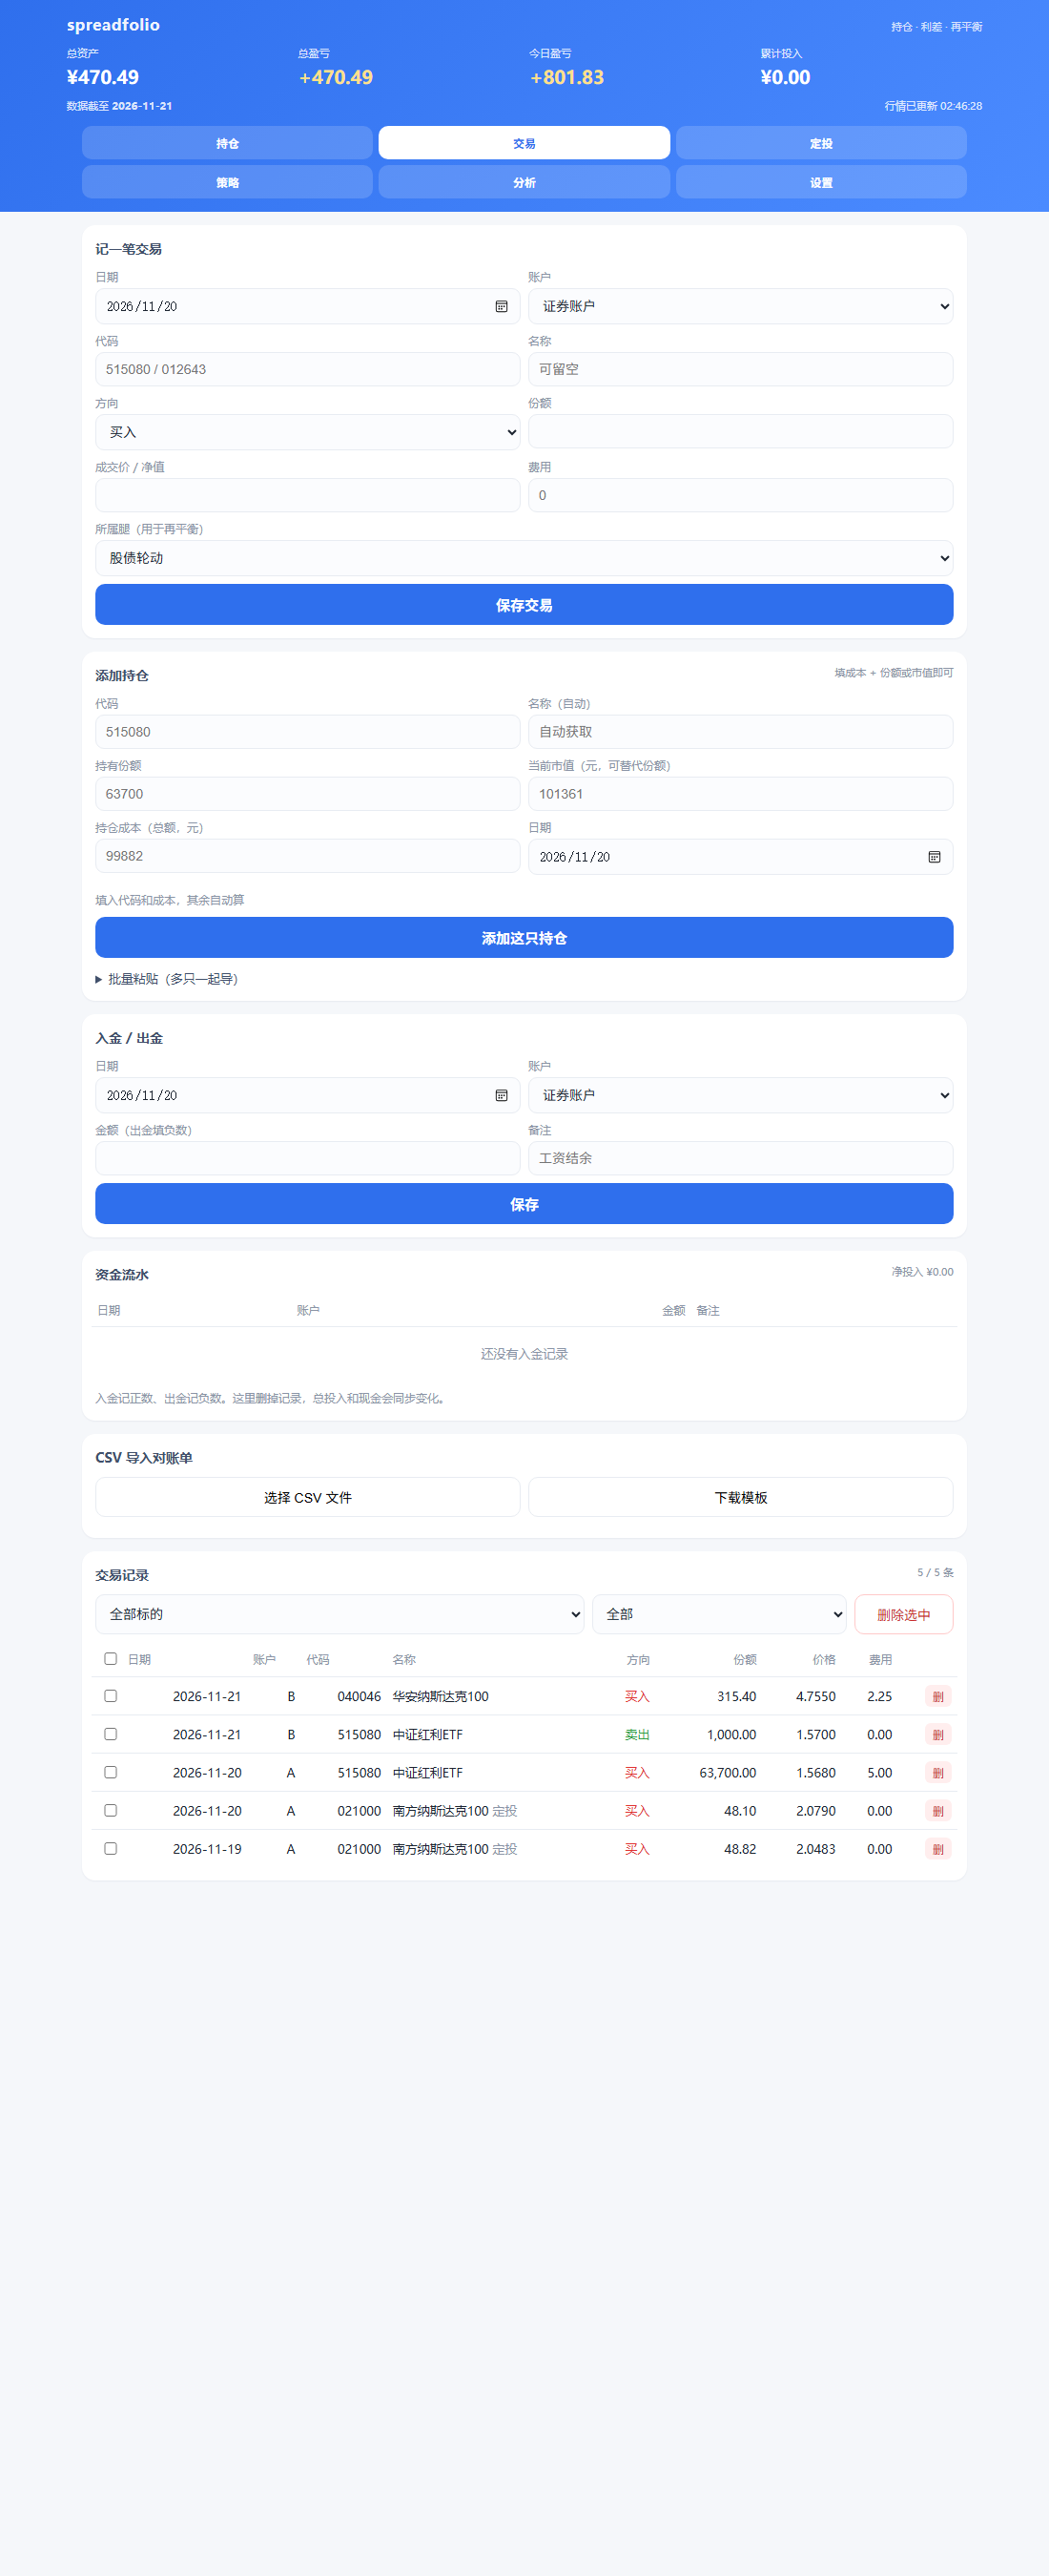 spreadfolio 持仓 · 利差 · 再平衡
总资产 总盈亏 今日盈亏 累计投入
¥470.49 +470.49 +801.83 ¥0.00
数据截至 2026-11-21 行情已更新 02:46:28
持仓 交易 定投
策略 分析 设置
记一笔交易
日期 账户
2026/11/20 证券账户
代码 名称
515080 / 012643 可留空
方向 份额
买入
成交价 / 净值 费用
0
所属腿（用于再平衡）
股债轮动
保存交易
添加持仓 填成本 + 份额或市值即可
代码 名称（自动）
515080 自动获取
持有份额 当前市值（元，可替代份额）
63700 101361
持仓成本（总额，元） 日期
99882 2026/11/20
填入代码和成本，其余自动算
添加这只持仓
▶ 批量粘贴（多只一起导）
入金 / 出金
日期 账户
2026/11/20 证券账户
金额（出金填负数） 备注
工资结余
保存
资金流水 净投入 ¥0.00
日期 账户 金额 备注
还没有入金记录
入金记正数、出金记负数。这里删掉记录，总投入和现金会同步变化。
CSV 导入对账单
选择 CSV 文件 下载模板
交易记录 5 / 5 条
全部标的 全部 删除选中
日期 账户 代码 名称 方向 份额 价格 费用
2026-11-21 B 040046 华安纳斯达克100 买入 315.40 4.7550 2.25 删
2026-11-21 B 515080 中证红利ETF 卖出 1,000.00 1.5700 0.00 删
2026-11-20 A 515080 中证红利ETF 买入 63,700.00 1.5680 5.00 删
2026-11-20 A 021000 南方纳斯达克100 定投 买入 48.10 2.0790 0.00 删
2026-11-19 A 021000 南方纳斯达克100 定投 买入 48.82 2.0483 0.00 删